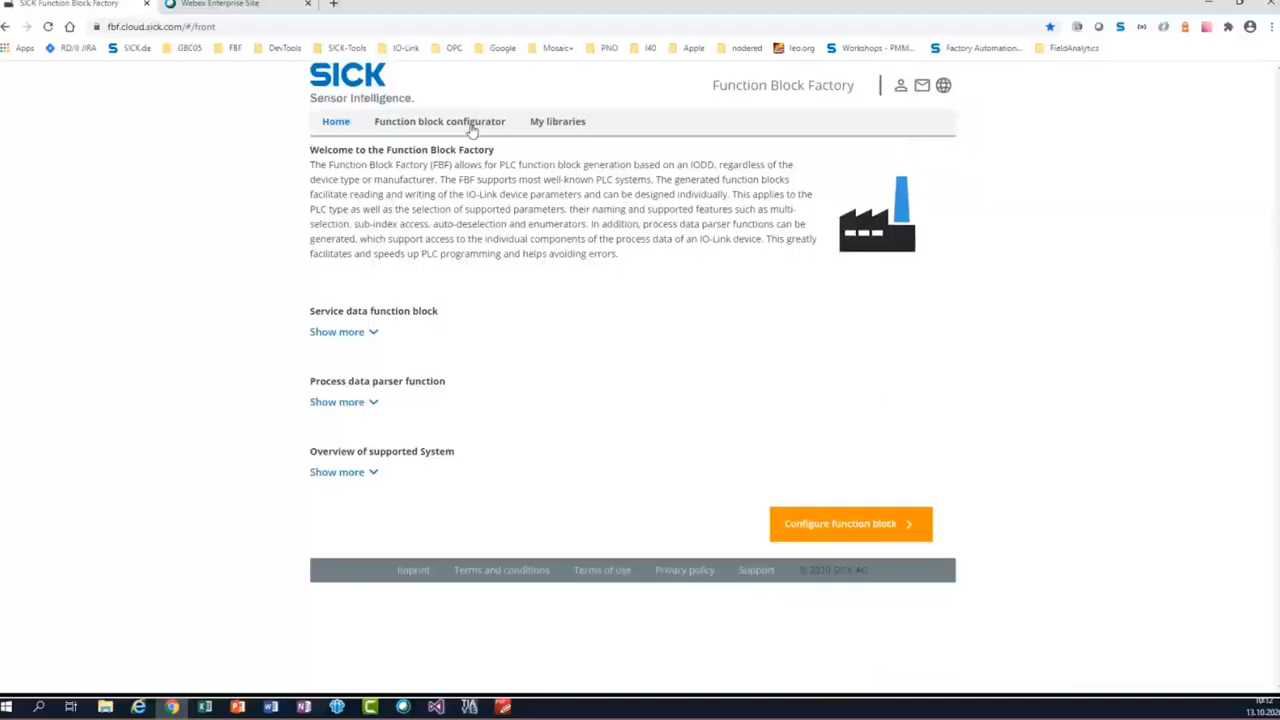 SICK Function Block Factory
Webex Enterprise Site
fbf.cloud.sick.com/#/front
Apps RD/II JIRA SICK.de GBC05 FBF DevTools SICK-Tools IO-Link OPC Google Mosaic+ PNO I40 Apple nodered leo.org Workshops - PMM... Factory Automation... FieldAnalytics
SICK
Sensor Intelligence.
Function Block Factory
Home Function block configurator My libraries
Welcome to the Function Block Factory
The Function Block Factory (FBF) allows for PLC function block generation based on an IODD, regardless of the
device type or manufacturer. The FBF supports most well-known PLC systems. The generated function blocks
facilitate reading and writing of the IO-Link device parameters and can be designed individually. This applies to the
PLC type as well as the selection of supported parameters, their naming and supported features such as multi-
selection, sub-index access, auto-deselection and enumerators. In addition, process data parser functions can be
generated, which support access to the individual components of the process data of an IO-Link device. This greatly
facilitates and speeds up PLC programming and helps avoiding errors.
Service data function block
Show more
Process data parser function
Show more
Overview of supported System
Show more
Configure function block
Imprint Terms and conditions Terms of use Privacy policy Support © 2020 SICK AG
10:12